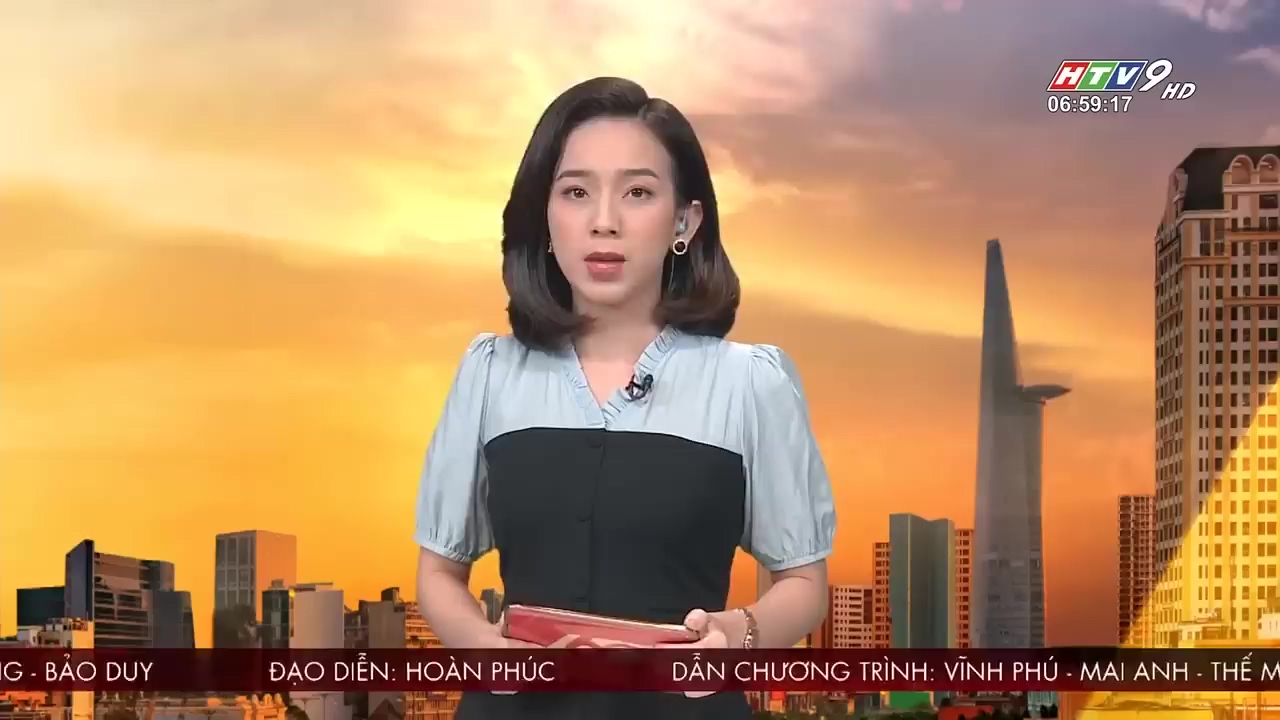 HTV9 HD
06:59:17
NG - BẢO DUY ĐẠO DIỄN: HOÀN PHÚC DẪN CHƯƠNG TRÌNH: VĨNH PHÚ - MAI ANH - THẾ M